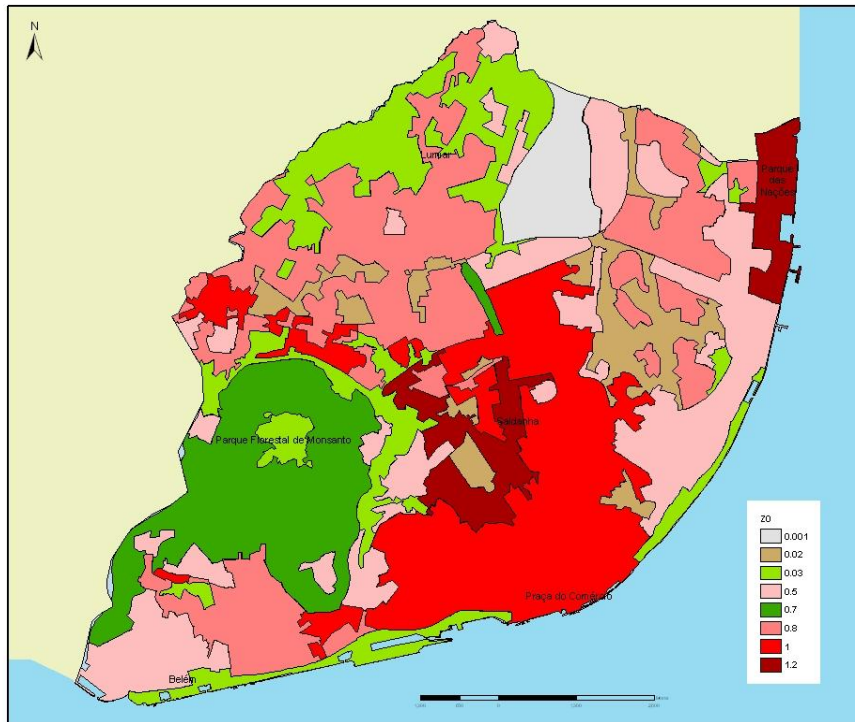 N
Lumiar
Parque
das
Nações
Parque Florestal de Monsanto
Saldanha
Praça do Comércio
Belém
Z0
0.001
0.02
0.03
0.5
0.7
0.8
1
1.2
0